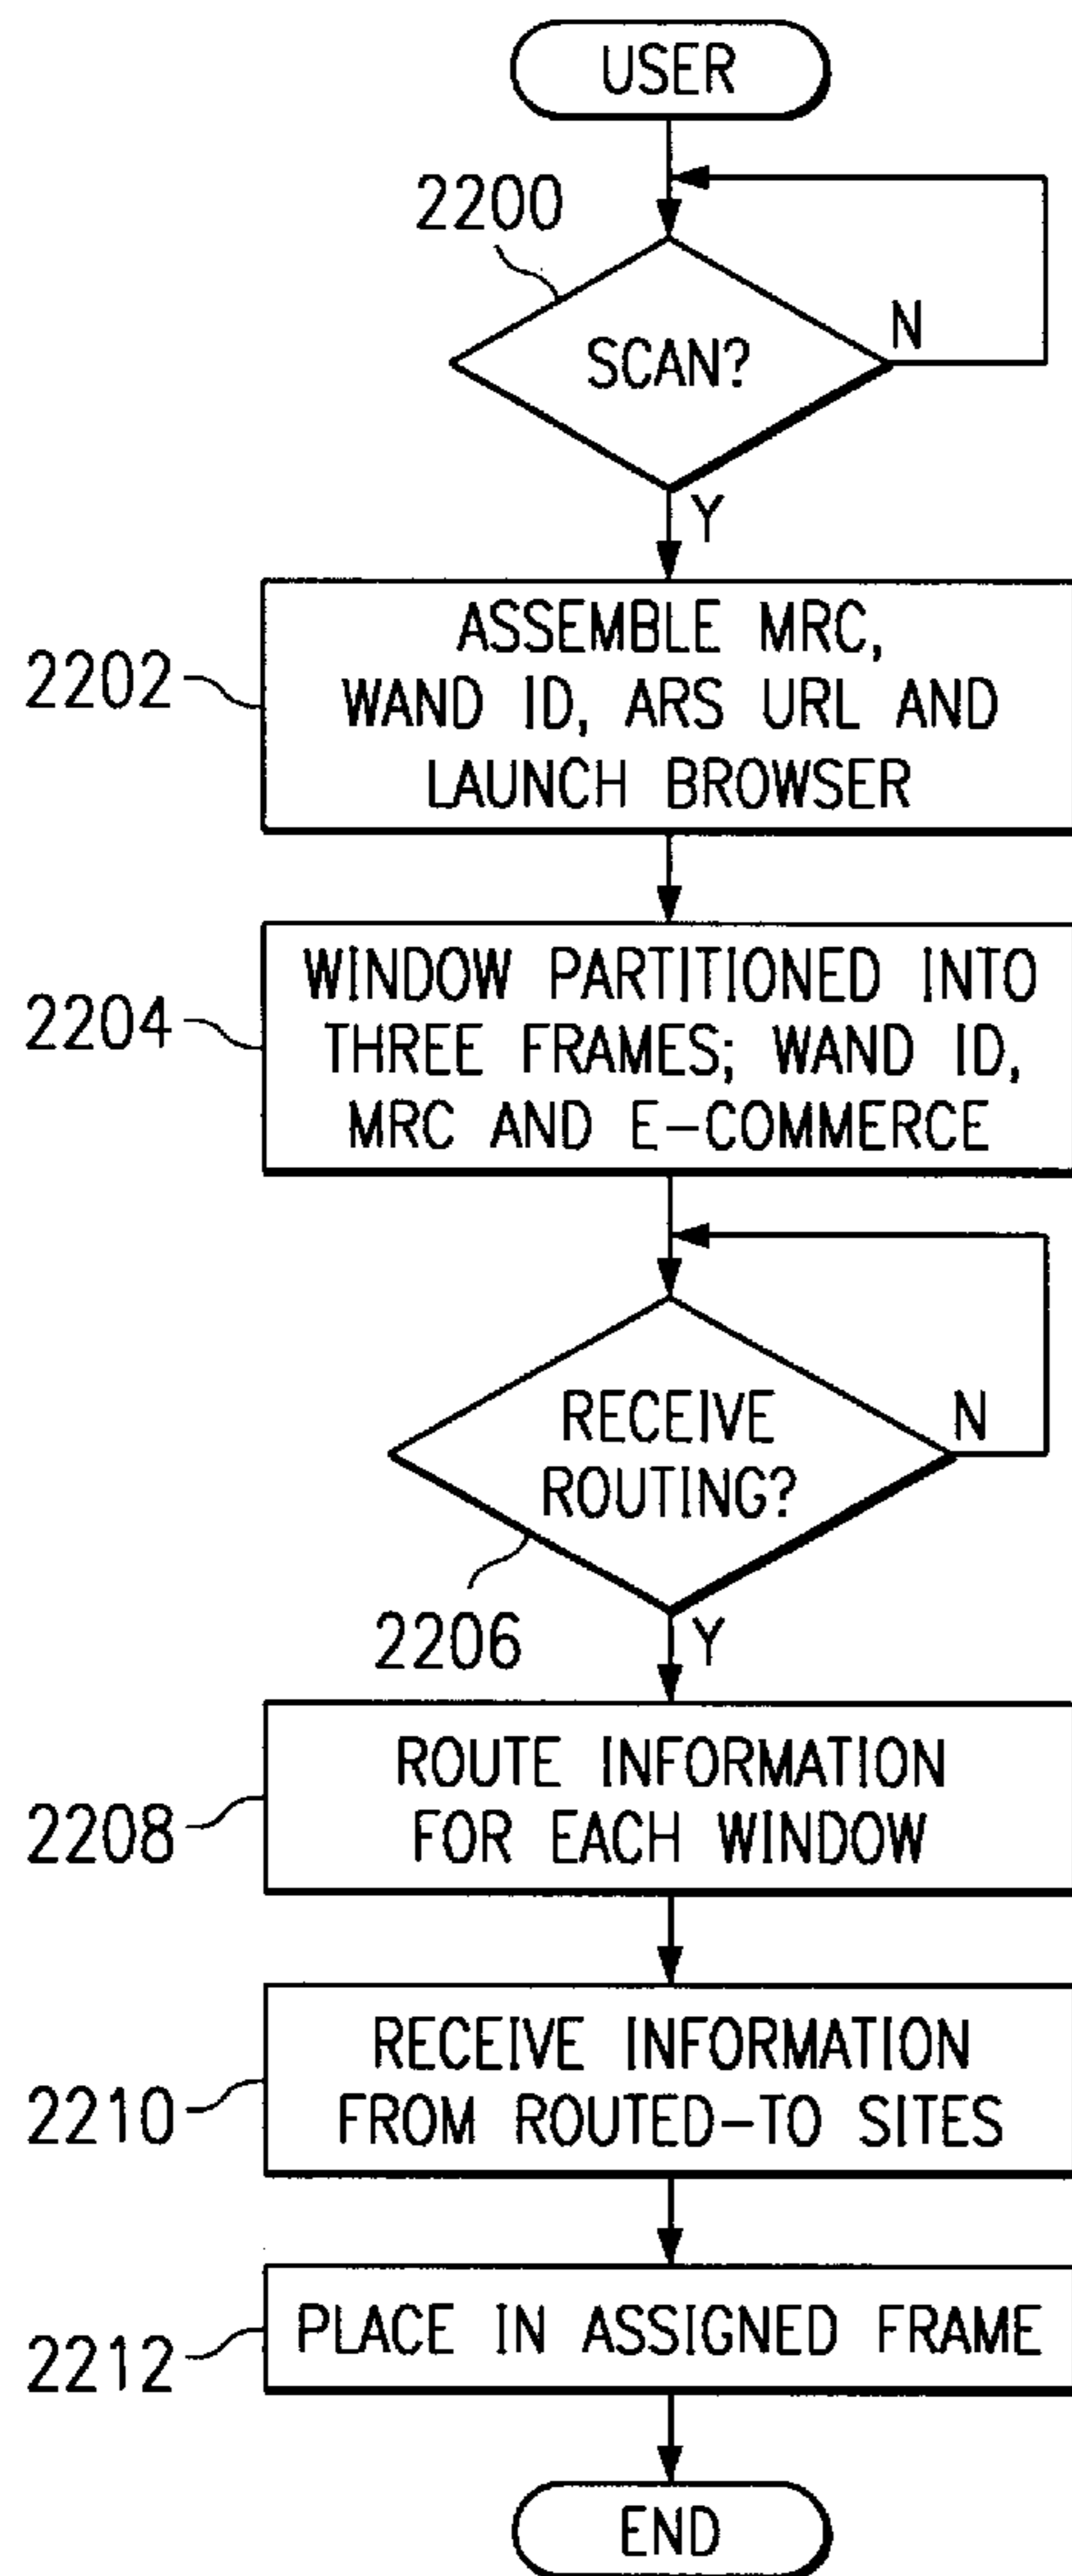 USER
2200
SCAN?
N
Y
2202
ASSEMBLE MRC,
WAND ID, ARS URL AND
LAUNCH BROWSER
2204
WINDOW PARTITIONED INTO
THREE FRAMES; WAND ID,
MRC AND E-COMMERCE
RECEIVE
ROUTING?
N
2206
Y
2208
ROUTE INFORMATION
FOR EACH WINDOW
2210
RECEIVE INFORMATION
FROM ROUTED-TO SITES
2212
PLACE IN ASSIGNED FRAME
END